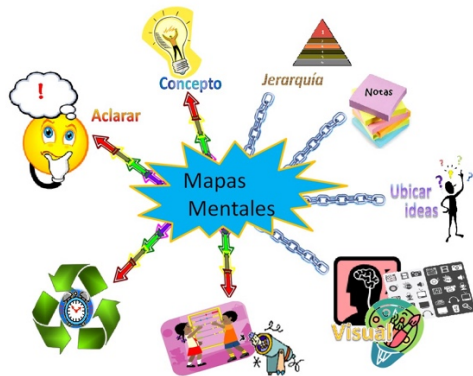 Concepto
Jerarquía
Notas
!
Aclarar
Mapas
Mentales
Ubicar
ideas
Visual